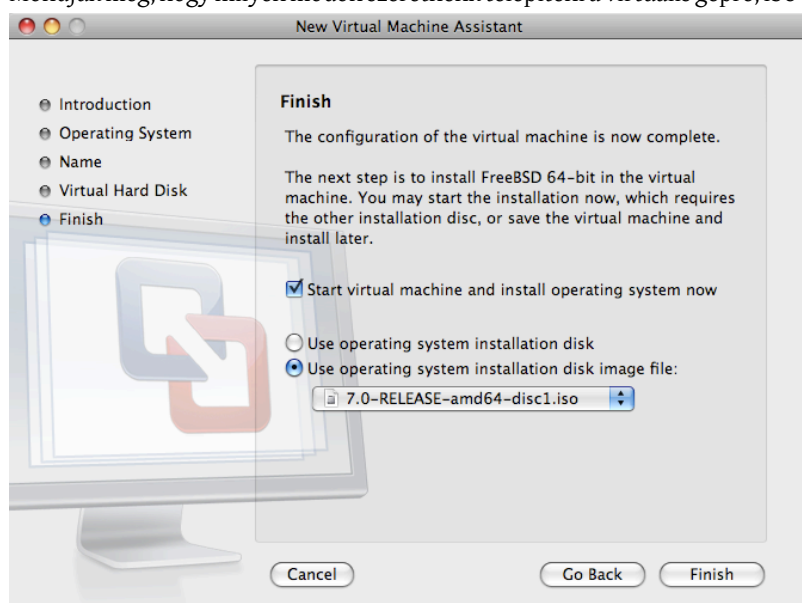 New Virtual Machine Assistant
Introduction
Operating System
Name
Virtual Hard Disk
Finish
Finish
The configuration of the virtual machine is now complete.
The next step is to install FreeBSD 64-bit in the virtual
machine. You may start the installation now, which requires
the other installation disc, or save the virtual machine and
install later.
Start virtual machine and install operating system now
Use operating system installation disk
Use operating system installation disk image file:
7.0-RELEASE-amd64-disc1.iso
Cancel
Go Back
Finish